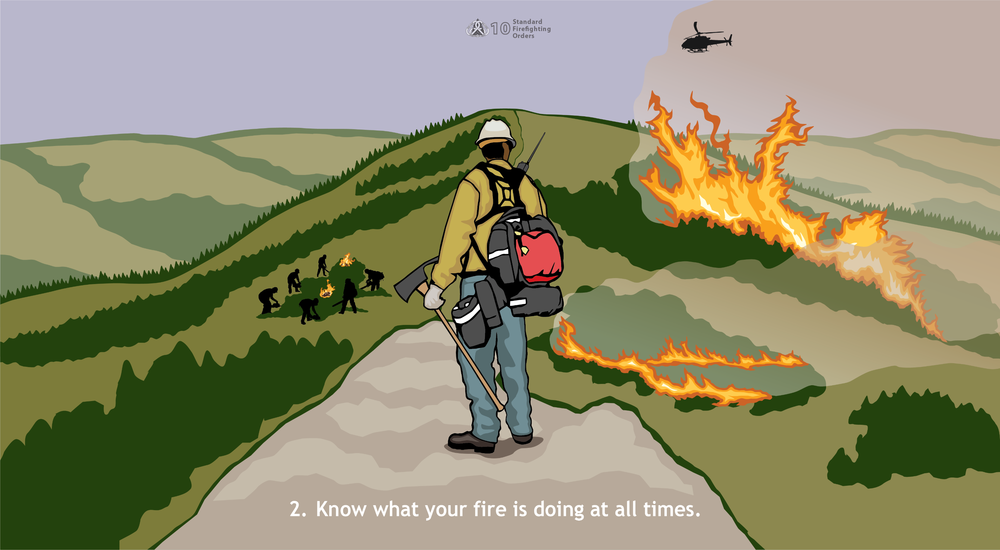 10 Standard
Firefighting
Orders
2. Know what your fire is doing at all times.